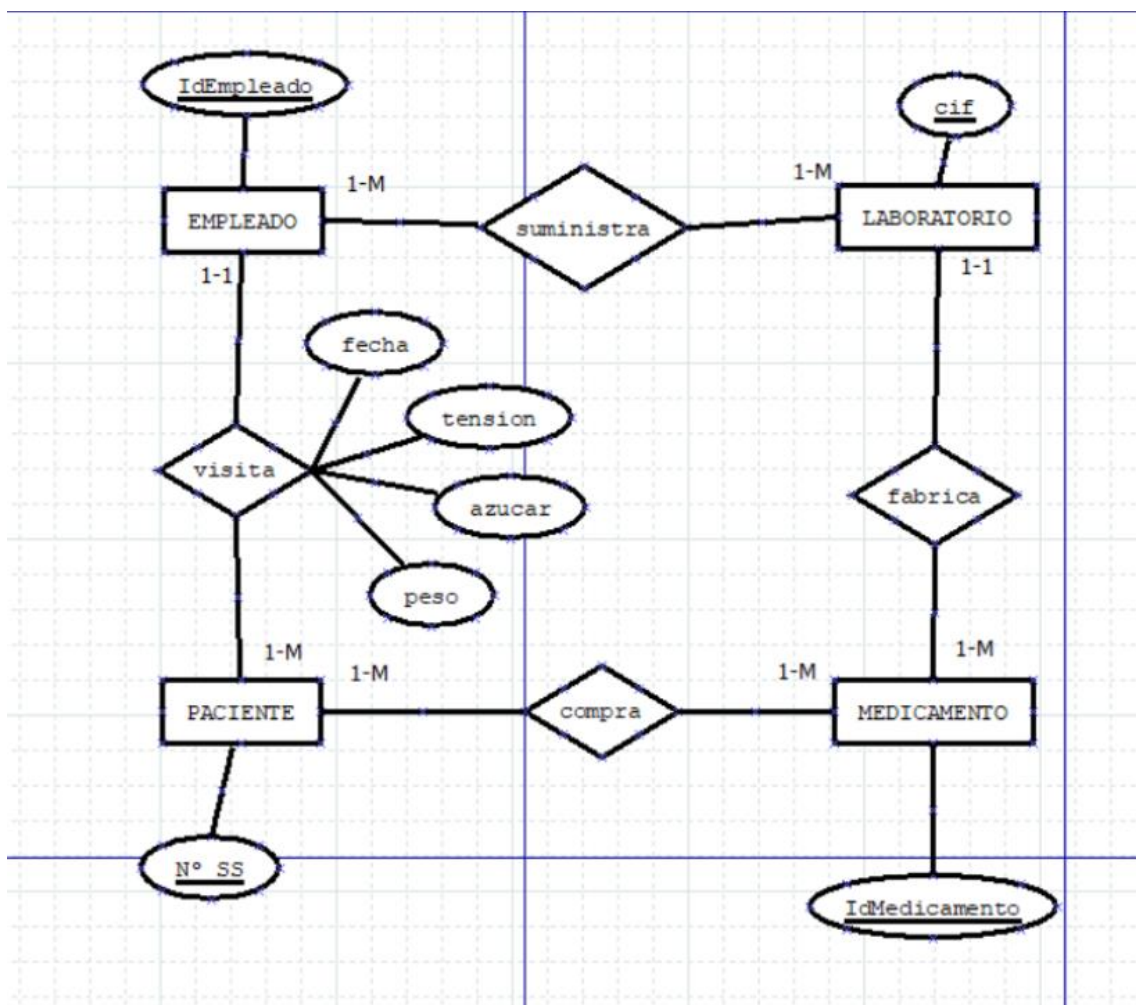 IdEmpleado
cif
1-M
1-M
EMPLEADO
suministra
LABORATORIO
1-1
1-1
fecha
tension
visita
azucar
fabrica
peso
1-M
1-M
1-M
1-M
PACIENTE
compra
MEDICAMENTO
Nº SS
IdMedicamento